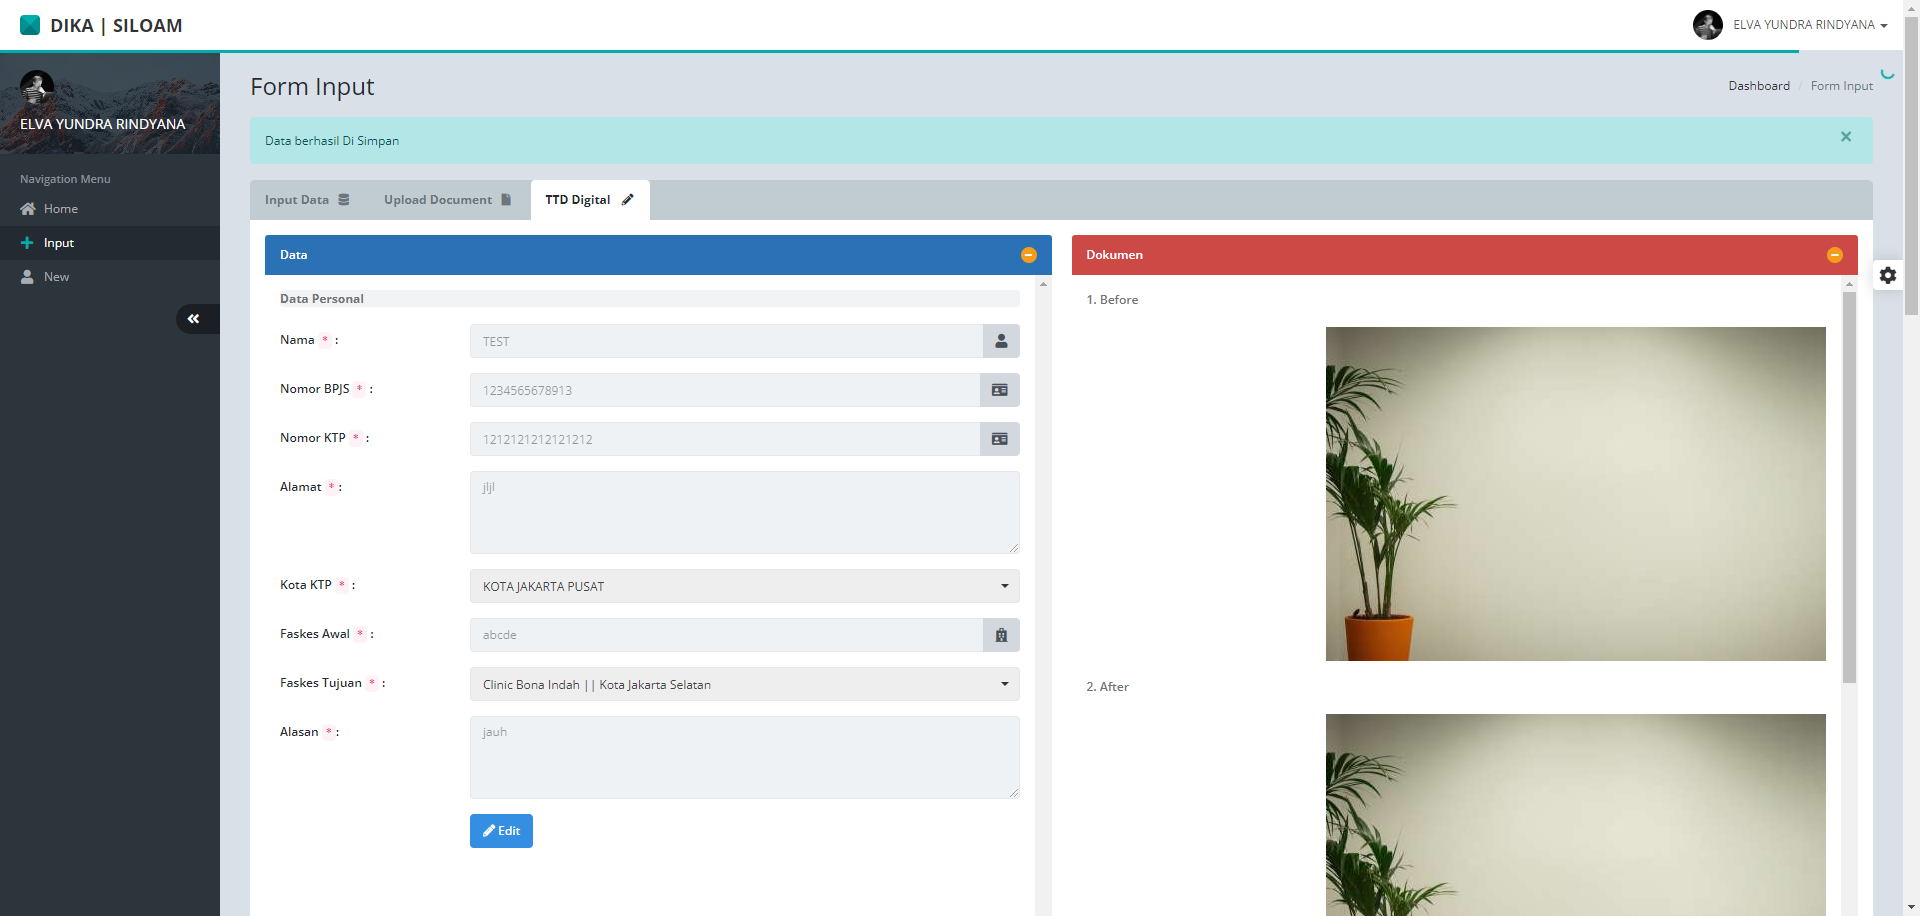 DIKA | SILOAM
ELVA YUNDRA RINDYANA
ELVA YUNDRA RINDYANA
Navigation Menu
Home
Input
New
Form Input
Dashboard / Form Input
Data berhasil Di Simpan
×
Input Data
Upload Document
TTD Digital
Data
Data Personal
Nama * :
TEST
Nomor BPJS * :
1234565678913
Nomor KTP * :
1212121212121212
Alamat * :
jljl
Kota KTP * :
KOTA JAKARTA PUSAT
Faskes Awal * :
abcde
Faskes Tujuan * :
Clinic Bona Indah || Kota Jakarta Selatan
Alasan * :
jauh
Edit
Dokumen
1. Before
2. After